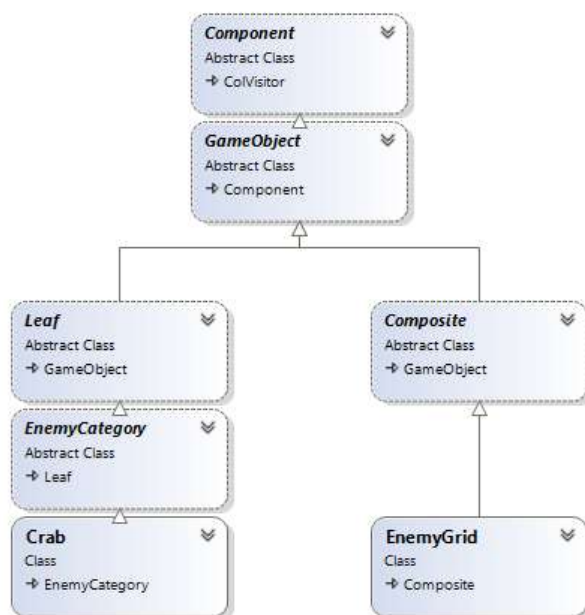 Component
Abstract Class
ColVisitor
GameObject
Abstract Class
Component
Leaf
Abstract Class
GameObject
Composite
Abstract Class
GameObject
EnemyCategory
Abstract Class
Leaf
Crab
Class
EnemyCategory
EnemyGrid
Class
Composite